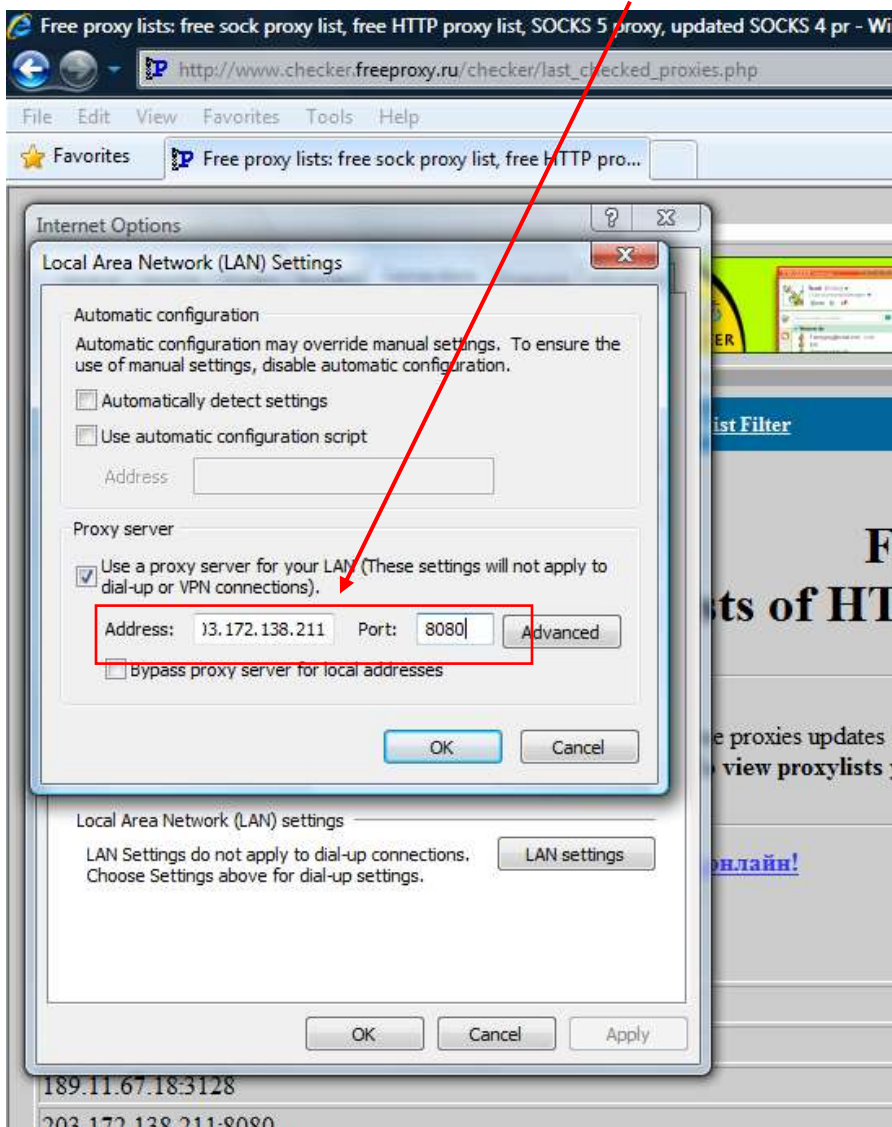 Free proxy lists: free sock proxy list, free HTTP proxy list, SOCKS 5 proxy, updated SOCKS 4 pr - Wi
http://www.checker.freeproxy.ru/checker/last_checked_proxies.php
File Edit View Favorites Tools Help
Favorites
Free proxy lists: free sock proxy list, free HTTP pro...
Internet Options
Local Area Network (LAN) Settings
Automatic configuration
Automatic configuration may override manual settings. To ensure the
use of manual settings, disable automatic configuration.
Automatically detect settings
Use automatic configuration script
Address
Proxy server
Use a proxy server for your LAN (These settings will not apply to
dial-up or VPN connections).
Address: 03.172.138.211 Port: 8080 Advanced
Bypass proxy server for local addresses
OK Cancel
Local Area Network (LAN) settings
LAN Settings do not apply to dial-up connections.
Choose Settings above for dial-up settings.
LAN settings
OK Cancel Apply
ER
ist Filter
F
sts of HT
e proxies updates
view proxylists
онлайн!
189.11.67.18:3128
203.172.138.211:8080